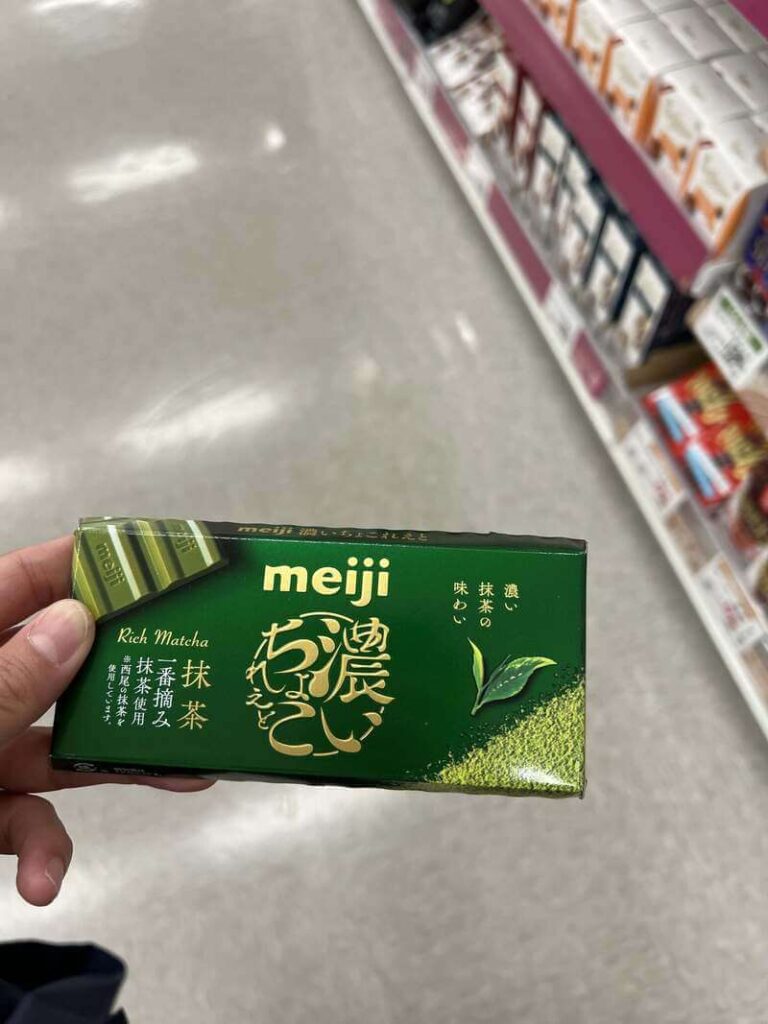 meiji 濃いちょこれえと
meiji
濃い
抹茶の
味わい
濃い
ちょこ
れえと
Rich Matcha
抹茶
一番摘み
抹茶使用
※西尾の抹茶を
使用しています。
meiji